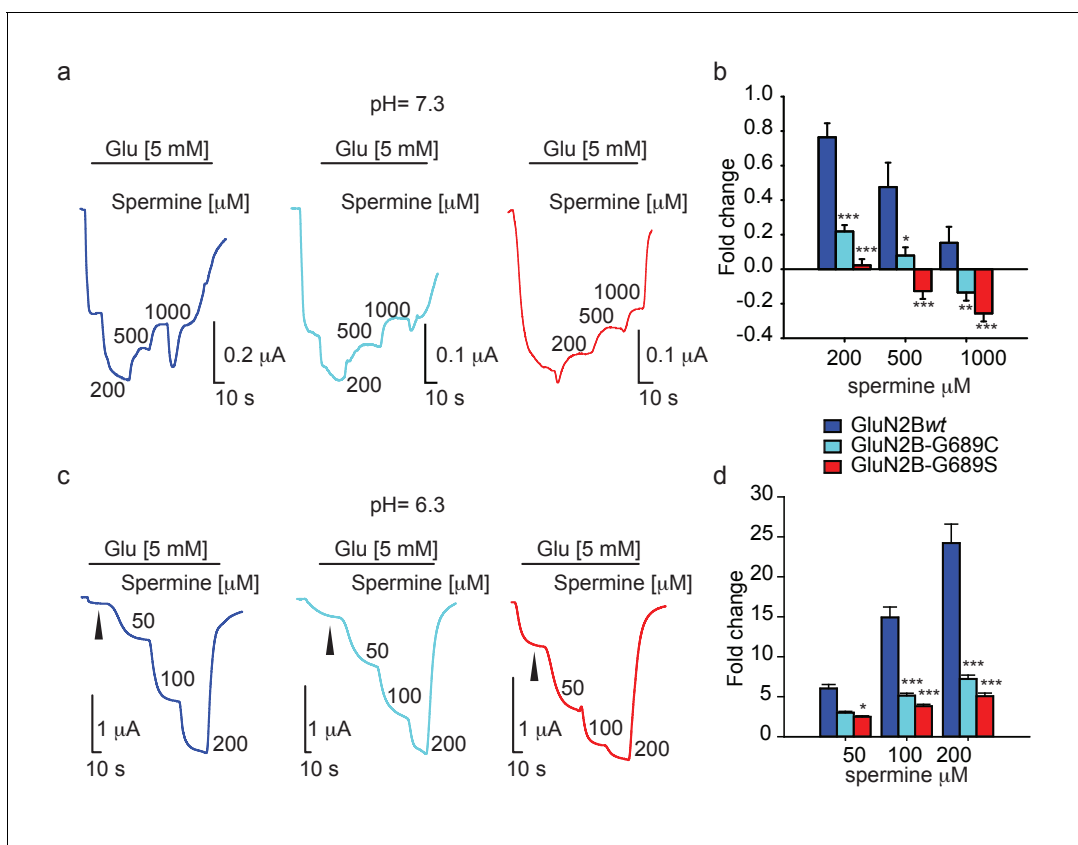 a
pH= 7.3
Glu [5 mM]
Glu [5 mM]
Glu [5 mM]
Spermine [μM]
Spermine [μM]
Spermine [μM]
200
500
1000
0.2 μA
10 s
200
500
1000
0.1 μA
10 s
200
500
1000
0.1 μA
10 s
b
Fold change
1.0
0.8
0.6
0.4
0.2
0.0
-0.2
-0.4
***
***
*
***
**
***
200 500 1000
spermine μM
GluN2Bwt
GluN2B-G689C
GluN2B-G689S
c
pH= 6.3
Glu [5 mM]
Glu [5 mM]
Glu [5 mM]
Spermine [μM]
Spermine [μM]
Spermine [μM]
50
100
200
1 μA
10 s
50
100
200
1 μA
10 s
50
100
200
1 μA
10 s
d
Fold change
30
25
20
15
10
5
0
*
***
***
***
***
50 100 200
spermine μM